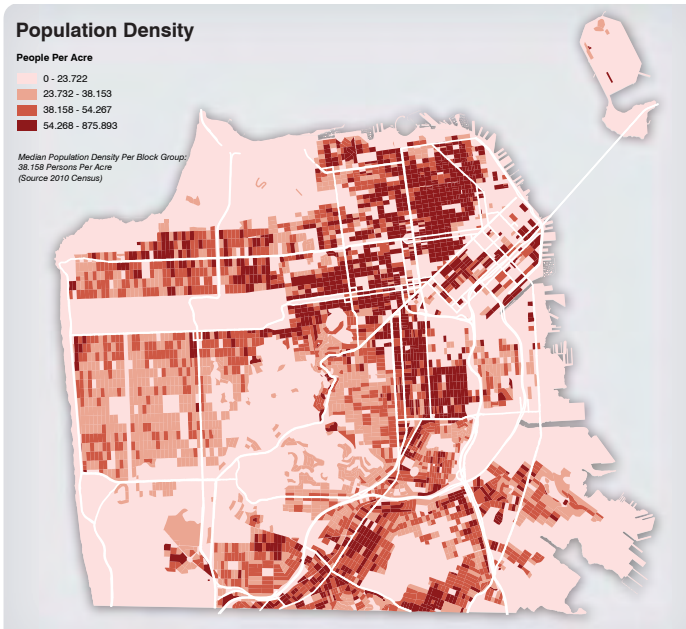 Population Density
People Per Acre
0 - 23.722
23.732 - 38.153
38.158 - 54.267
54.268 - 875.893
Median Population Density Per Block Group:
38.158 Persons Per Acre
(Source 2010 Census)